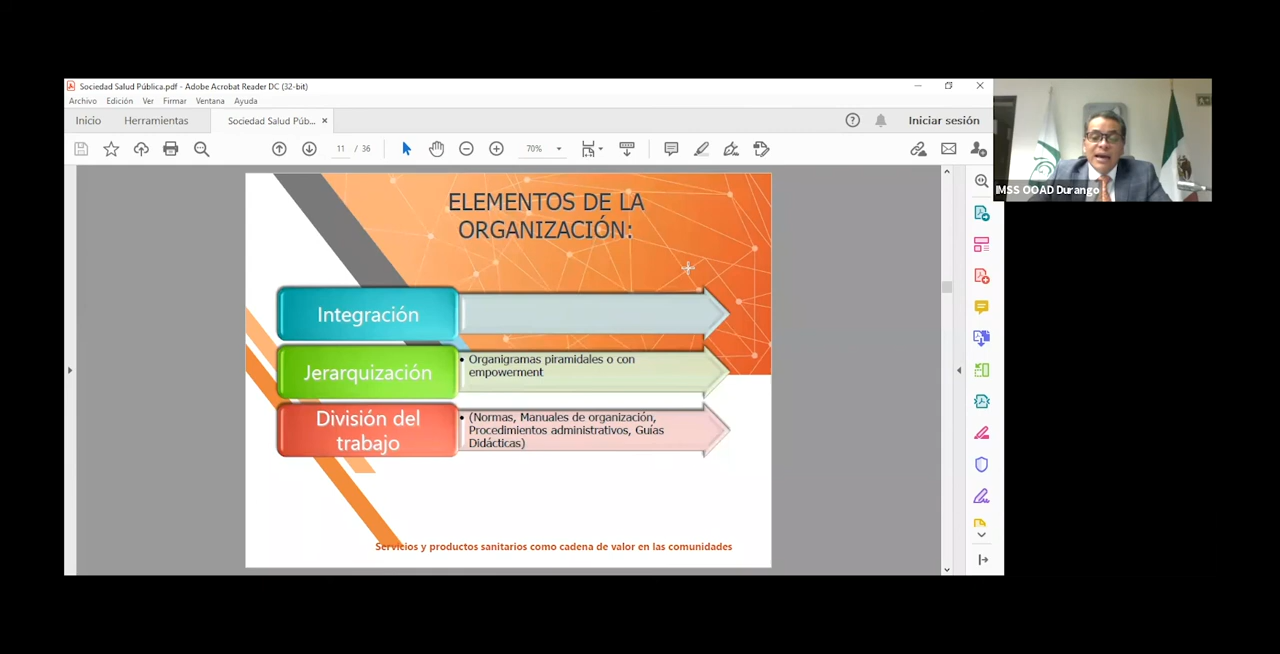 Sociedad Salud Pública.pdf - Adobe Acrobat Reader DC (32-bit)
Archivo Edición Ver Firmar Ventana Ayuda
Inicio Herramientas Sociedad Salud Púb... × Iniciar sesión
11 / 36 70%
IMSS OOAD Durango
ELEMENTOS DE LA
ORGANIZACIÓN:
Integración
Jerarquización
• Organigramas piramidales o con
empowerment
División del
trabajo
• (Normas, Manuales de organización,
Procedimientos administrativos, Guías
Didácticas)
Servicios y productos sanitarios como cadena de valor en las comunidades